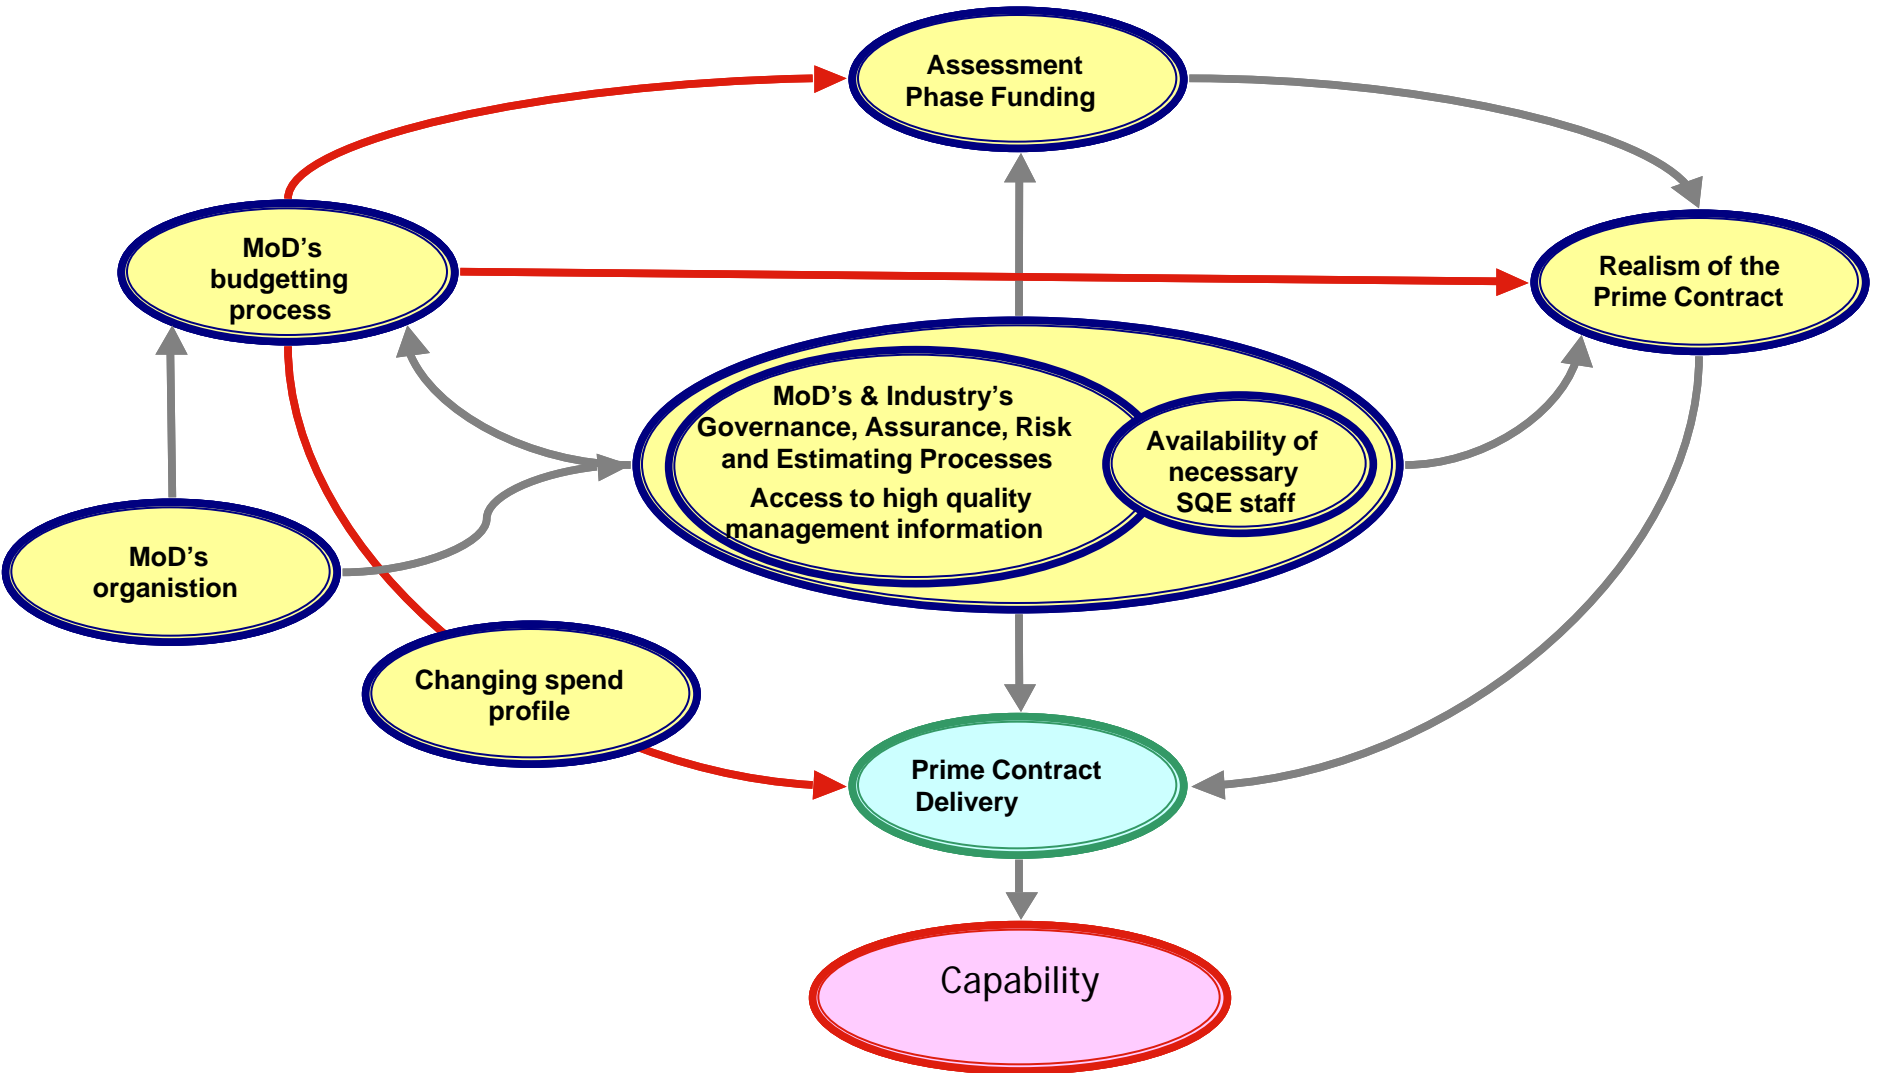 Assessment
Phase Funding
MoD’s
budgetting
process
Realism of the
Prime Contract
MoD’s & Industry’s
Governance, Assurance, Risk
and Estimating Processes
Access to high quality
management information
Availability of
necessary
SQE staff
MoD’s
organistion
Changing spend
profile
Prime Contract
Delivery
Capability